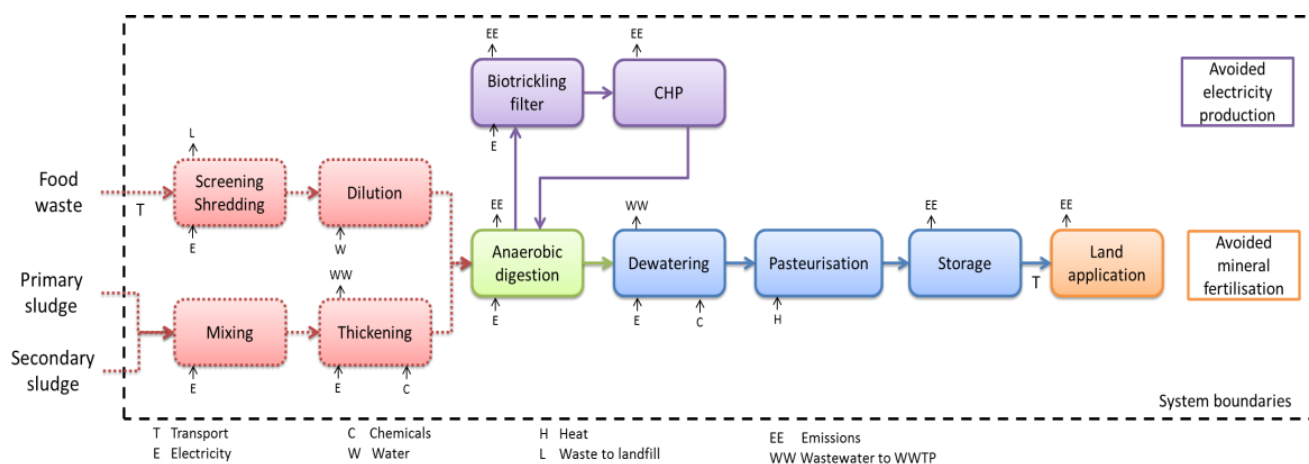 EE
EE
Biotrickling
filter
CHP
Avoided
electricity
production
E
L
Food
waste
T
Screening
Shredding
Dilution
E
W
EE
WW
EE
EE
Anaerobic
digestion
Dewatering
Pasteurisation
Storage
T
Land
application
Avoided
mineral
fertilisation
E
E
C
H
WW
Primary
sludge
Secondary
sludge
Mixing
Thickening
E
E
C
System boundaries
T Transport
E Electricity
C Chemicals
W Water
H Heat
L Waste to landfill
EE Emissions
WW Wastewater to WWTP